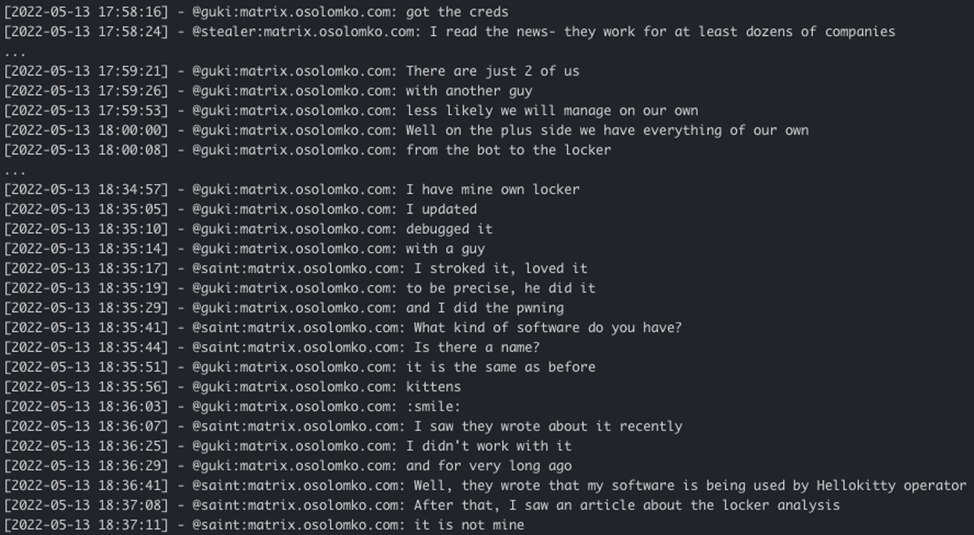 [2022-05-13 17:58:16] - @guki:matrix.osolomko.com: got the creds
[2022-05-13 17:58:24] - @stealer:matrix.osolomko.com: I read the news- they work for at least dozens of companies
...
[2022-05-13 17:59:21] - @guki:matrix.osolomko.com: There are just 2 of us
[2022-05-13 17:59:26] - @guki:matrix.osolomko.com: with another guy
[2022-05-13 17:59:53] - @guki:matrix.osolomko.com: less likely we will manage on our own
[2022-05-13 18:00:00] - @guki:matrix.osolomko.com: Well on the plus side we have everything of our own
[2022-05-13 18:00:08] - @guki:matrix.osolomko.com: from the bot to the locker
...
[2022-05-13 18:34:57] - @guki:matrix.osolomko.com: I have mine own locker
[2022-05-13 18:35:05] - @guki:matrix.osolomko.com: I updated
[2022-05-13 18:35:10] - @guki:matrix.osolomko.com: debugged it
[2022-05-13 18:35:14] - @guki:matrix.osolomko.com: with a guy
[2022-05-13 18:35:17] - @saint:matrix.osolomko.com: I stroked it, loved it
[2022-05-13 18:35:19] - @guki:matrix.osolomko.com: to be precise, he did it
[2022-05-13 18:35:29] - @guki:matrix.osolomko.com: and I did the pwning
[2022-05-13 18:35:41] - @saint:matrix.osolomko.com: What kind of software do you have?
[2022-05-13 18:35:44] - @saint:matrix.osolomko.com: Is there a name?
[2022-05-13 18:35:51] - @guki:matrix.osolomko.com: it is the same as before
[2022-05-13 18:35:56] - @guki:matrix.osolomko.com: kittens
[2022-05-13 18:36:03] - @guki:matrix.osolomko.com: :smile:
[2022-05-13 18:36:07] - @saint:matrix.osolomko.com: I saw they wrote about it recently
[2022-05-13 18:36:25] - @guki:matrix.osolomko.com: I didn't work with it
[2022-05-13 18:36:29] - @guki:matrix.osolomko.com: and for very long ago
[2022-05-13 18:36:41] - @saint:matrix.osolomko.com: Well, they wrote that my software is being used by Hellokitty operator
[2022-05-13 18:37:08] - @saint:matrix.osolomko.com: After that, I saw an article about the locker analysis
[2022-05-13 18:37:11] - @saint:matrix.osolomko.com: it is not mine